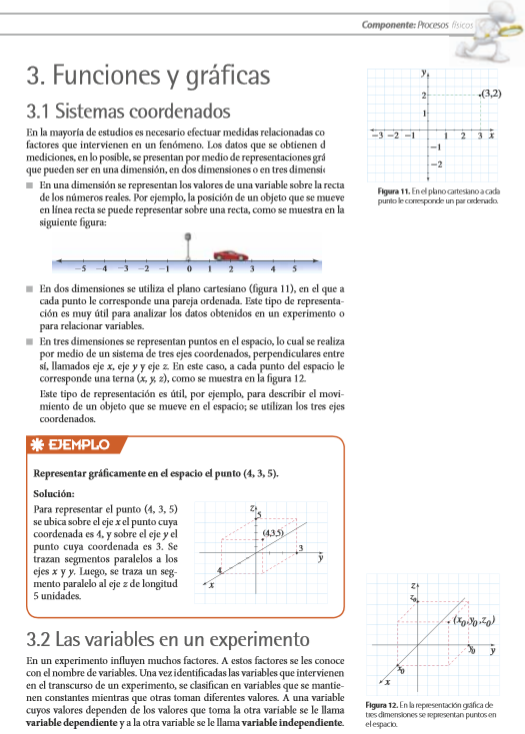 Componente: Procesos físicos
3. Funciones y gráficas
3.1 Sistemas coordenados
En la mayoría de estudios es necesario efectuar medidas relacionadas co
factores que intervienen en un fenómeno. Los datos que se obtienen d
mediciones, en lo posible, se presentan por medio de representaciones grá
que pueden ser en una dimensión, en dos dimensiones o en tres dimensi
En una dimensión se representan los valores de una variable sobre la recta
de los números reales. Por ejemplo, la posición de un objeto que se mueve
en línea recta se puede representar sobre una recta, como se muestra en la
siguiente figura:
-5 -4 -3 -2 -1 0 1 2 3 4 5
En dos dimensiones se utiliza el plano cartesiano (figura 11), en el que a
cada punto le corresponde una pareja ordenada. Este tipo de representa-
ción es muy útil para analizar los datos obtenidos en un experimento o
para relacionar variables.
En tres dimensiones se representan puntos en el espacio, lo cual se realiza
por medio de un sistema de tres ejes coordenados, perpendiculares entre
sí, llamados eje x, eje y y eje z. En este caso, a cada punto del espacio le
corresponde una terna (x, y, z), como se muestra en la figura 12.
Este tipo de representación es útil, por ejemplo, para describir el movi-
miento de un objeto que se mueve en el espacio; se utilizan los tres ejes
coordenados.
EJEMPLO
Representar gráficamente en el espacio el punto (4, 3, 5).
Solución:
Para representar el punto (4, 3, 5)
se ubica sobre el eje x el punto cuya
coordenada es 4, y sobre el eje y el
punto cuya coordenada es 3. Se
trazan segmentos paralelos a los
ejes x y y. Luego, se traza un seg-
mento paralelo al eje z de longitud
5 unidades.
z
5
(4,3,5)
3
y
4
x
3.2 Las variables en un experimento
En un experimento influyen muchos factores. A estos factores se les conoce
con el nombre de variables. Una vez identificadas las variables que intervienen
en el transcurso de un experimento, se clasifican en variables que se mantie-
nen constantes mientras que otras toman diferentes valores. A una variable
cuyos valores dependen de los valores que toma la otra variable se le llama
variable dependiente y a la otra variable se le llama variable independiente.
y
2
(3,2)
1
-3 -2 -1 1 2 3 x
-1
-2
Figura 11. En el plano cartesiano a cada
punto le corresponde un par ordenado.
z
z0
(x0,y0,z0)
y0
y
x0
x
Figura 12. En la representación gráfica de
tres dimensiones se representan puntos en
el espacio.